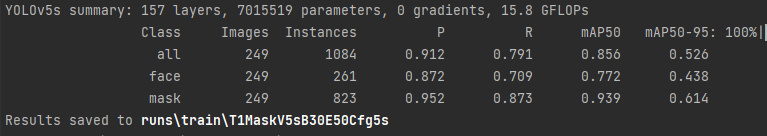 YOLOv5s summary: 157 layers, 7015519 parameters, 0 gradients, 15.8 GFLOPs
Class Images Instances P R mAP50 mAP50-95: 100%|
all 249 1084 0.912 0.791 0.856 0.526
face 249 261 0.872 0.709 0.772 0.438
mask 249 823 0.952 0.873 0.939 0.614
Results saved to runs\train\T1MaskV5sB30E50Cfg5s